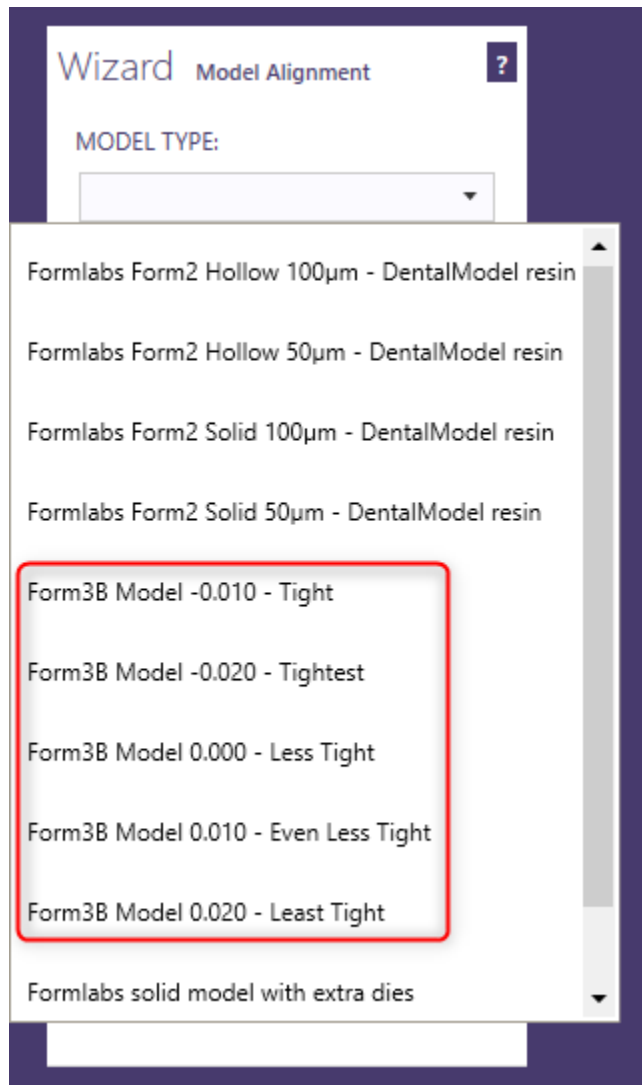 Wizard Model Alignment ?
MODEL TYPE:
Formlabs Form2 Hollow 100µm - DentalModel resin
Formlabs Form2 Hollow 50µm - DentalModel resin
Formlabs Form2 Solid 100µm - DentalModel resin
Formlabs Form2 Solid 50µm - DentalModel resin
Form3B Model -0.010 - Tight
Form3B Model -0.020 - Tightest
Form3B Model 0.000 - Less Tight
Form3B Model 0.010 - Even Less Tight
Form3B Model 0.020 - Least Tight
Formlabs solid model with extra dies